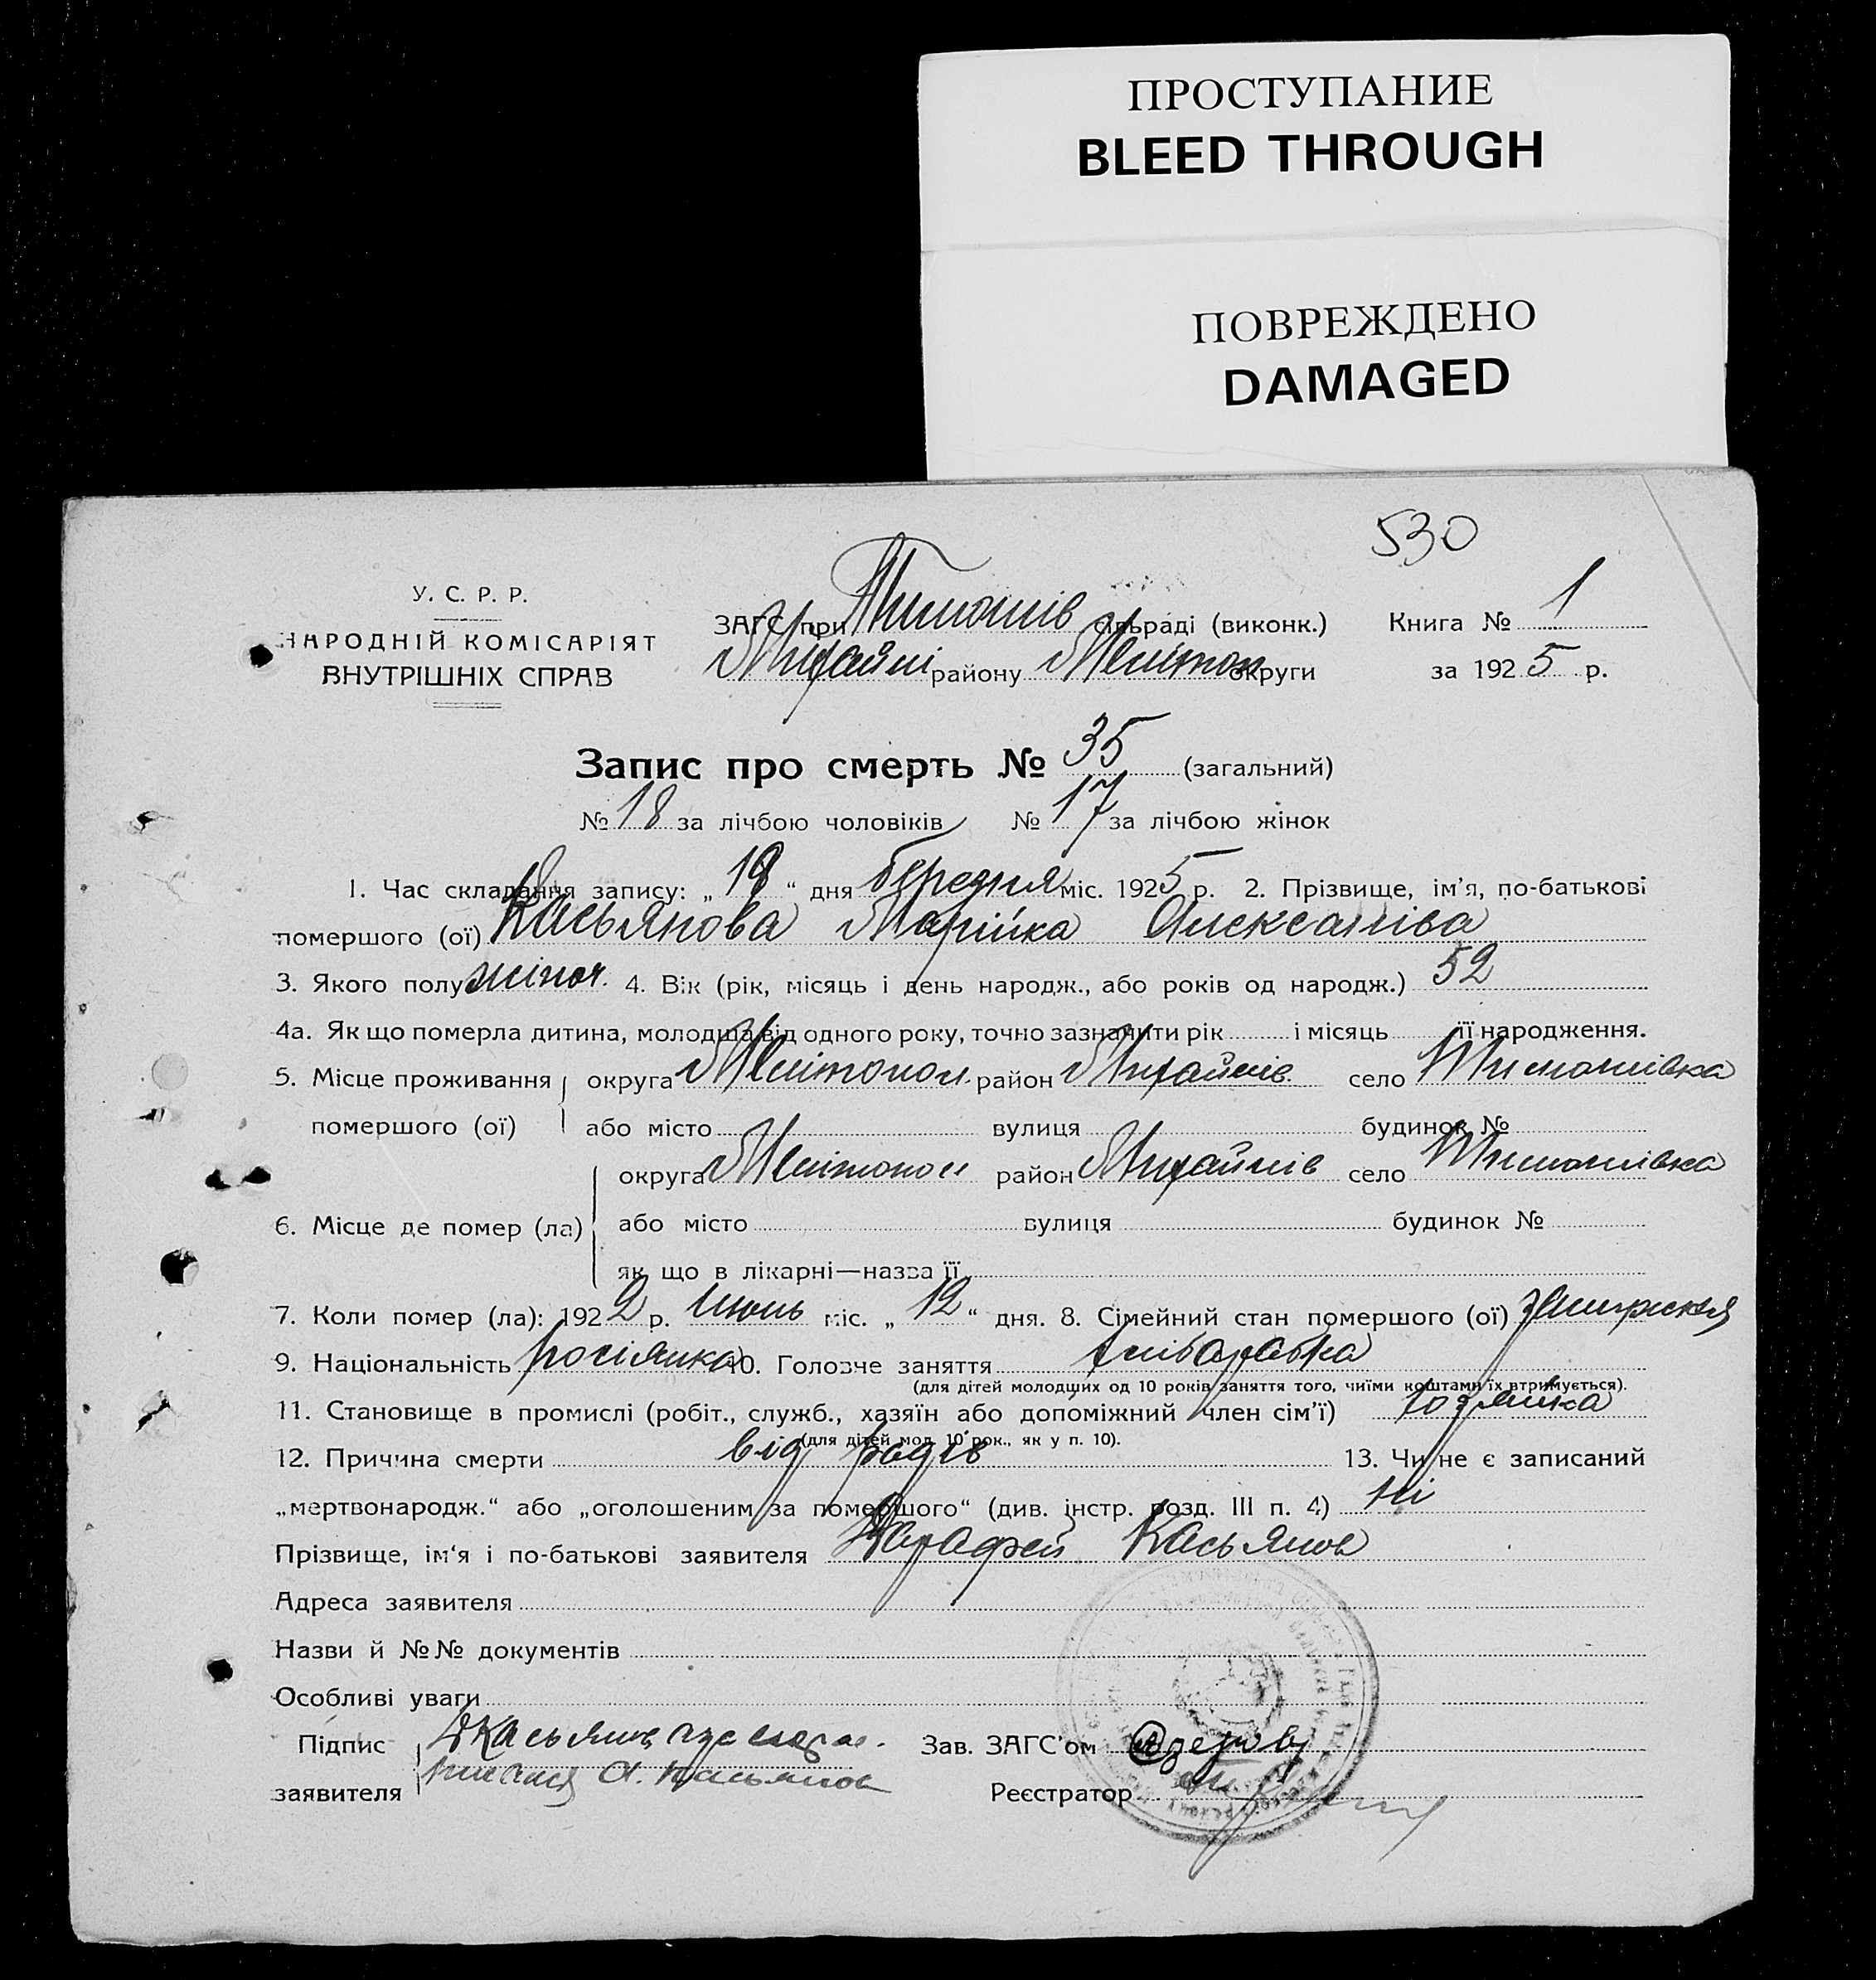 ПРОСТУПАНИЕ
BLEED THROUGH
ПОВРЕЖДЕНО
DAMAGED
530
У. С. Р. Р.
НАРОДНІЙ КОМІСАРІЯТ
ВНУТРІШНІХ СПРАВ
ЗАГС при Тимошів сільраді (виконк.)
Михайлі району Мелітоп округи
Книга № 1
за 1925 р.
Запис про смерть № 35 (загальний)
№ 18 за лічбою чоловіків № 17 за лічбою жінок
1. Час складання запису: „18“ дня березня міс. 1925 р. 2. Прізвище, ім’я, по-батькові
помершого (ої) Касьянова Марійка Алексаніва
3. Якого полу жіноч. 4. Вік (рік, місяць і день народж., або років од народж.) 52
4а. Як що померла дитина, молодша від одного року, точно зазначити рік і місяць її народження.
5. Місце проживання округа Мелітопол район Михайлів. село Тимошівка
помершого (ої) або місто вулиця будинок №
округа Мелітопол район Михайлів село Тимошівка
6. Місце де помер (ла) або місто вулиця будинок №
як що в лікарні—назва її
7. Коли помер (ла): 1922 р. Июль міс. „12“ дня. 8. Сімейний стан помершого (ої)
9. Національність росіянка 10. Головче заняття хліборобка
(для дітей молодших од 10 років заняття того, чиїми коштами їх втримується).
11. Становище в промислі (робіт., служб., хазяїн або допоміжний член сім’ї)
(для дітей мол. 10 рок., як у п. 10).
12. Причина смерти від родів 13. Чи не є записаний
„мертвонародж.“ або „оголошеним за помершого“ (див. інстр. розд. III п. 4) ні
Прізвище, ім‘я і по-батькові заявителя Касьянов
Адреса заявителя
Назви й №№ документів
Особливі уваги
Підпис Зав. ЗАГС’ом
заявителя А. Касьянов Реєстратор